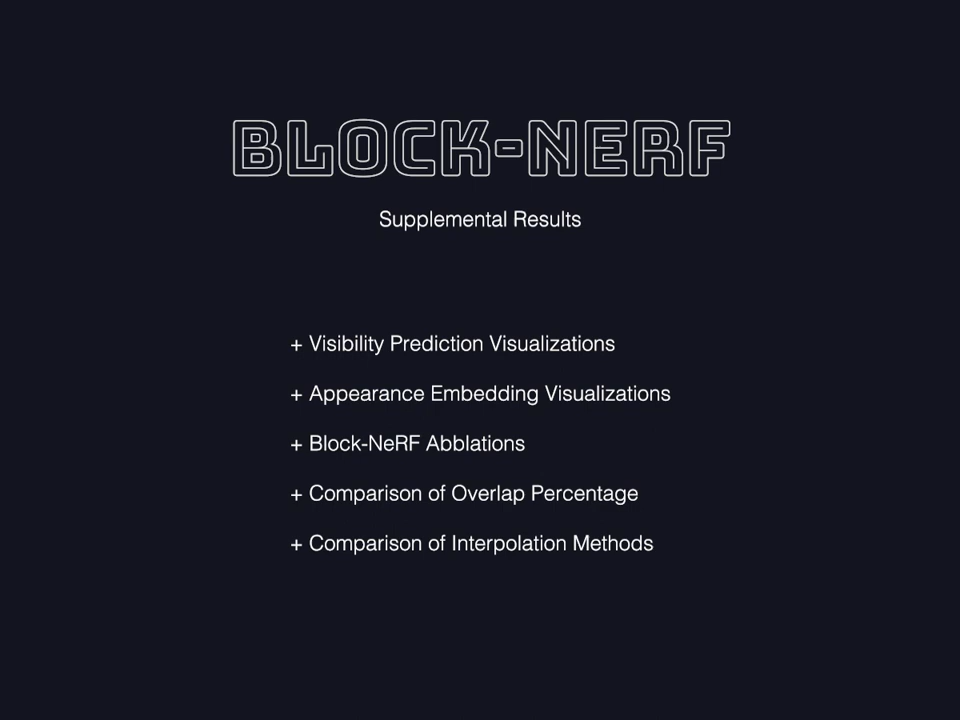 BLOCK-NERF
Supplemental Results
+ Visibility Prediction Visualizations
+ Appearance Embedding Visualizations
+ Block-NeRF Abblations
+ Comparison of Overlap Percentage
+ Comparison of Interpolation Methods